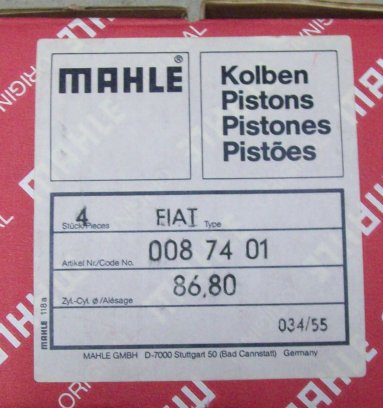 MAHLE®
Kolben
Pistons
Pistones
Pistões
4 FIAT
Stück/Pieces Type
008 74 01
Artikel Nr./Code No.
86,80
Zyl.-Cyl. ø/Alésage
034/55
MAHLE 118a
MAHLE GMBH D-7000 Stuttgart 50 (Bad Cannstatt) Germany